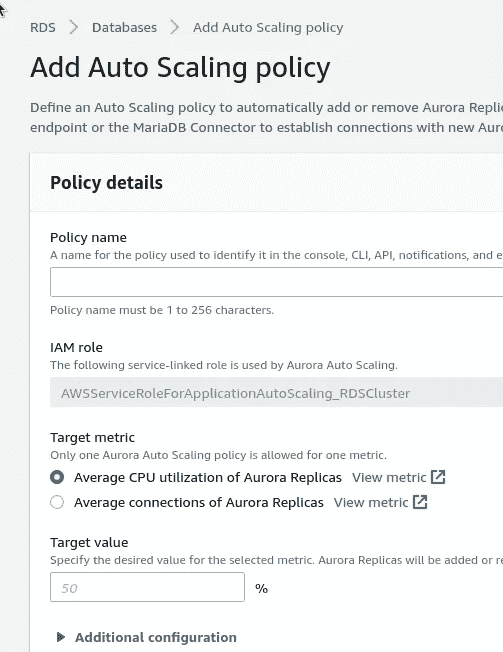 RDS > Databases > Add Auto Scaling policy
Add Auto Scaling policy
Define an Auto Scaling policy to automatically add or remove Aurora Repli
endpoint or the MariaDB Connector to establish connections with new Aur
Policy details
Policy name
A name for the policy used to identify it in the console, CLI, API, notifications, and e
Policy name must be 1 to 256 characters.
IAM role
The following service-linked role is used by Aurora Auto Scaling.
AWSServiceRoleForApplicationAutoScaling_RDSCluster
Target metric
Only one Aurora Auto Scaling policy is allowed for one metric.
Average CPU utilization of Aurora Replicas View metric
Average connections of Aurora Replicas View metric
Target value
Specify the desired value for the selected metric. Aurora Replicas will be added or re
50 %
Additional configuration